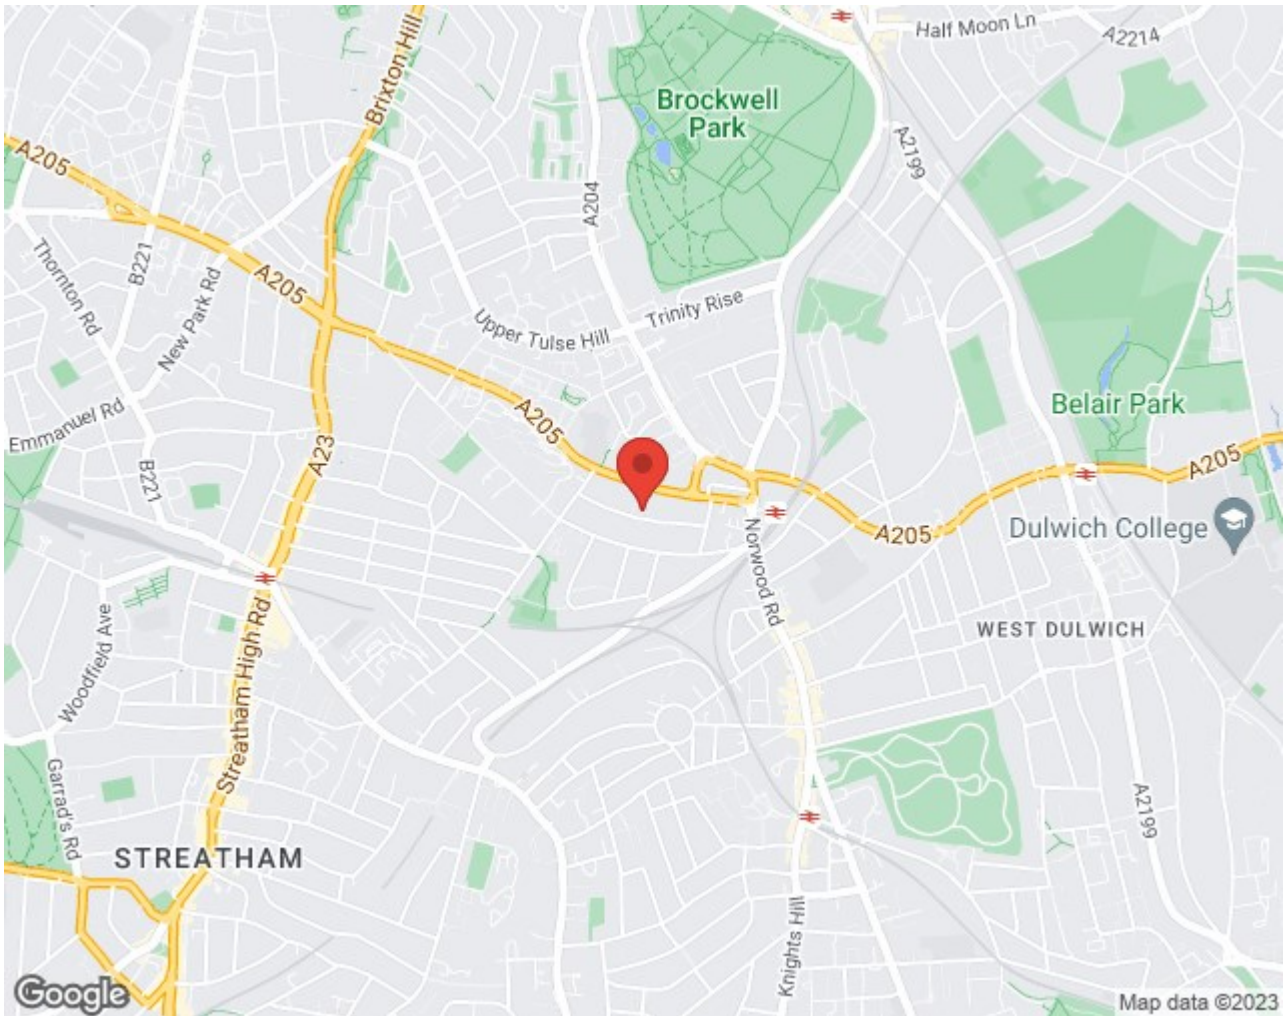 Half Moon Ln
A2214
Brixton Hill
Brockwell
Park
A205
A2199
A204
Thornton Rd
B221
A205
New Park Rd
Upper Tulse Hill
Trinity Rise
Emmanuel Rd
A23
A205
Belair Park
B221
A205
A205
Dulwich College
Norwood Rd
Woodfield Ave
Streatham High Rd
WEST DULWICH
Garrad's Rd
A2199
STREATHAM
Knights Hill
Google
Map data ©2023